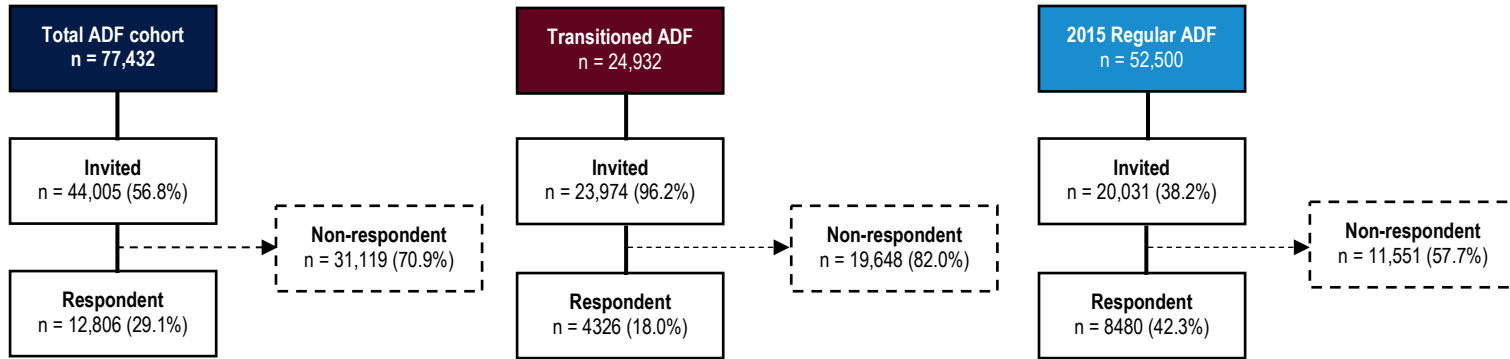 Total ADF cohort
n = 77,432
Invited
n = 44,005 (56.8%)
Non-respondent
n = 31,119 (70.9%)
Respondent
n = 12,806 (29.1%)
Transitioned ADF
n = 24,932
Invited
n = 23,974 (96.2%)
Non-respondent
n = 19,648 (82.0%)
Respondent
n = 4326 (18.0%)
2015 Regular ADF
n = 52,500
Invited
n = 20,031 (38.2%)
Non-respondent
n = 11,551 (57.7%)
Respondent
n = 8480 (42.3%)